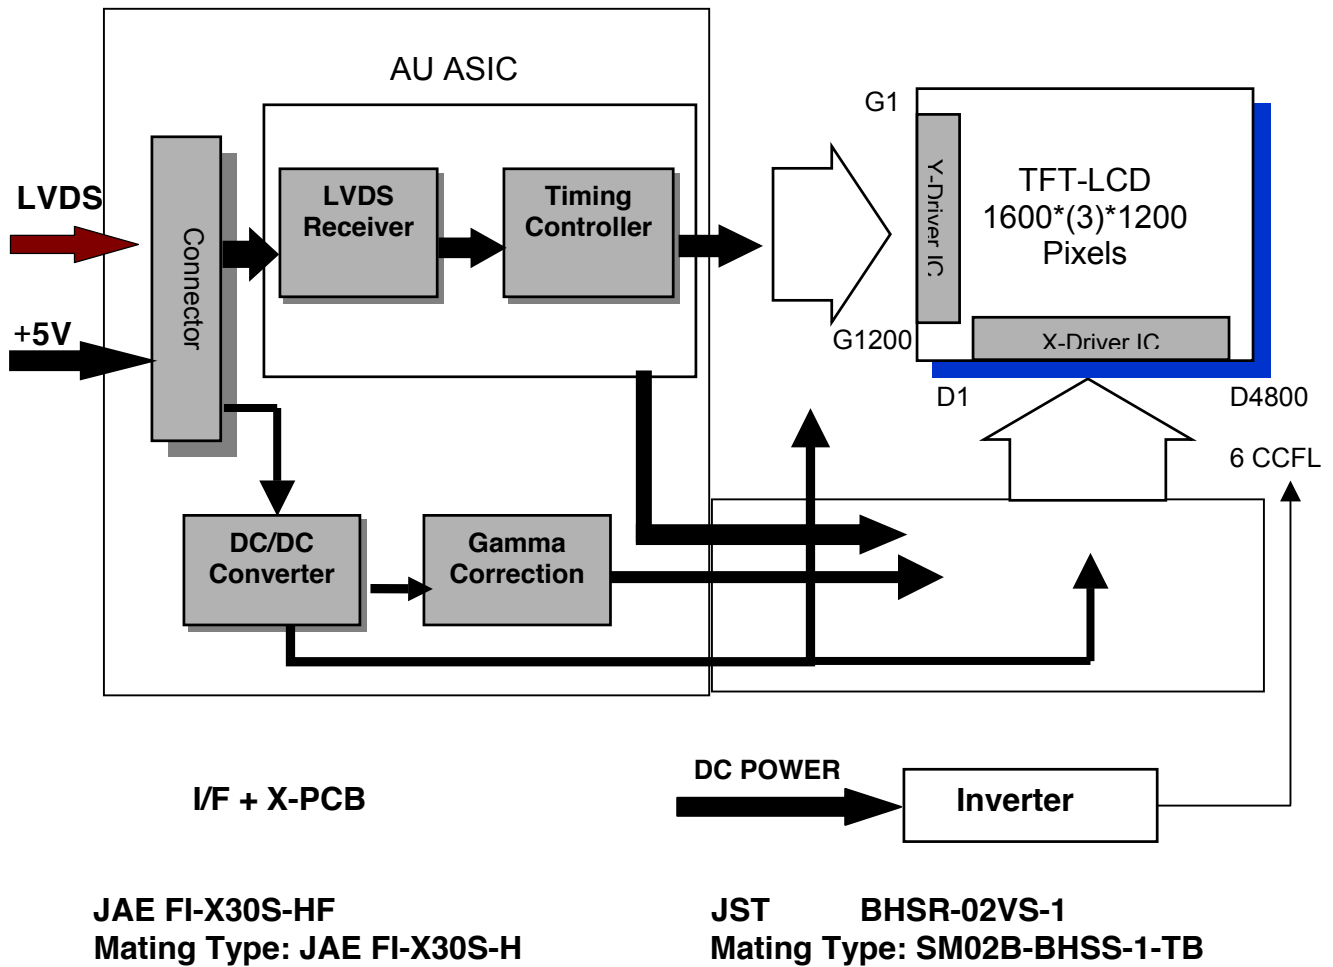 AU ASIC
LVDS
+5V
Connector
LVDS
Receiver
Timing
Controller
G1
G1200
Y-Driver IC
TFT-LCD
1600*(3)*1200
Pixels
X-Driver IC
D1
D4800
6 CCFL
DC/DC
Converter
Gamma
Correction
I/F + X-PCB
DC POWER
Inverter
JAE FI-X30S-HF
Mating Type: JAE FI-X30S-H
JST BHSR-02VS-1
Mating Type: SM02B-BHSS-1-TB